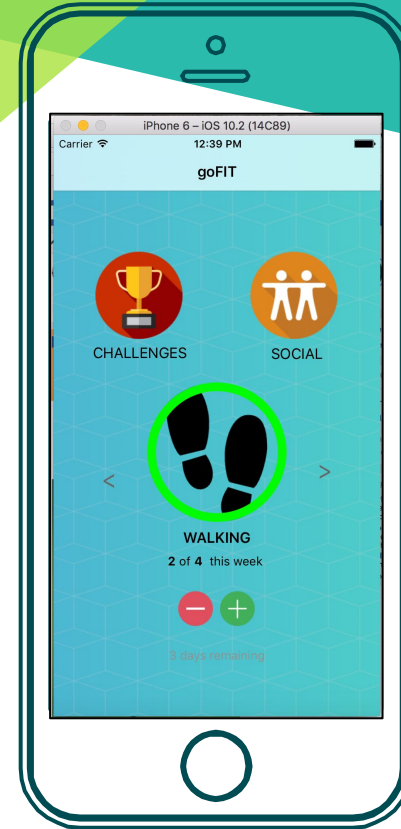 iPhone 6 – iOS 10.2 (14C89)
Carrier 12:39 PM
goFIT
CHALLENGES SOCIAL
< >
WALKING
2 of 4 this week
3 days remaining